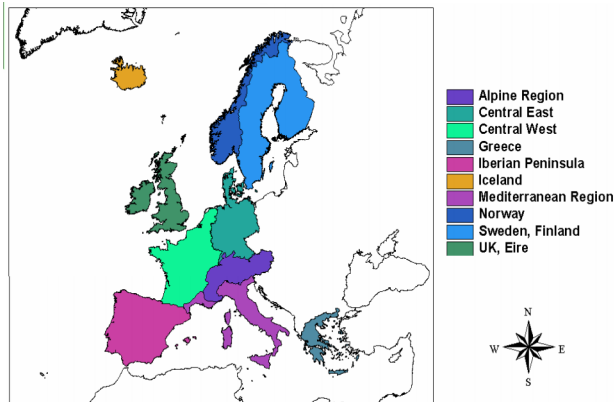 Alpine Region
Central East
Central West
Greece
Iberian Peninsula
Iceland
Mediterranean Region
Norway
Sweden, Finland
UK, Eire
N
W E
S